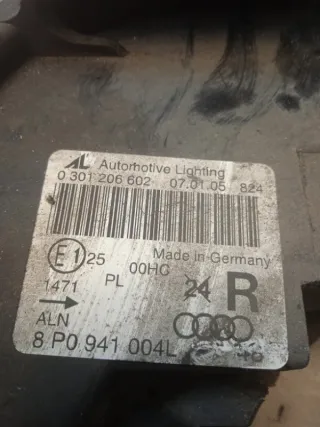 AL Automotive Lighting
0 301 206 602 07.01.05 824
Made in Germany
E1 25 00HC
1471 PL 24 R
ALN
8 P0 941 004L